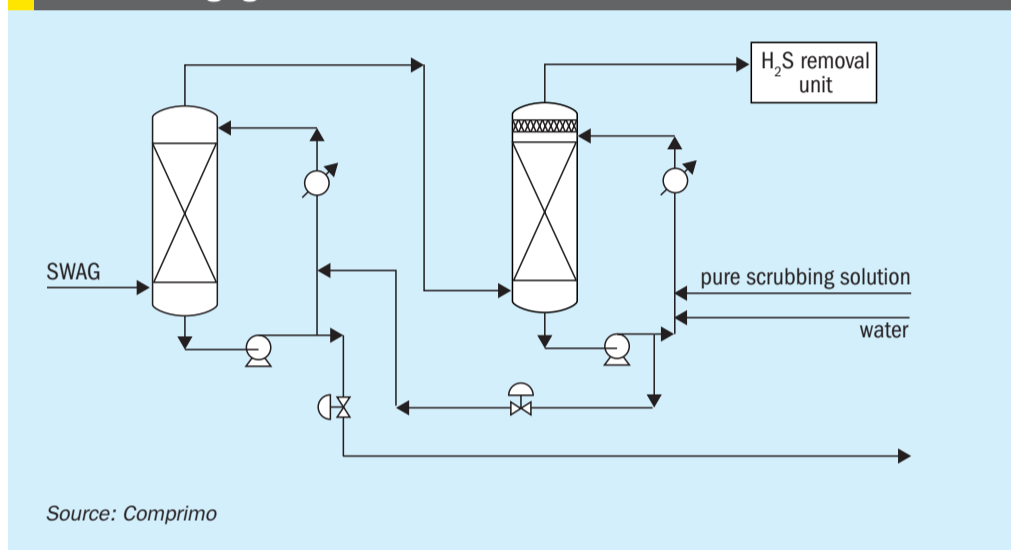 H₂S removal
unit
SWAG
pure scrubbing solution
water
Source: Comprimo